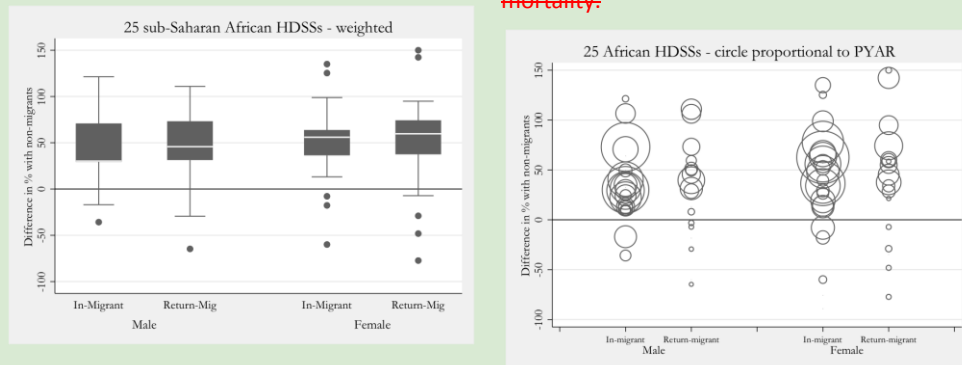 mortality.
25 sub-Saharan African HDSSs - weighted
Difference in % with non-migrants
150
100
50
0
-50
-100
In-Migrant Return-Mig In-Migrant Return-Mig
Male Female
25 African HDSSs - circle proportional to PYAR
Difference in % with non-migrants
150
100
50
0
-50
-100
In-migrant Return-migrant In-migrant Return-migrant
Male Female